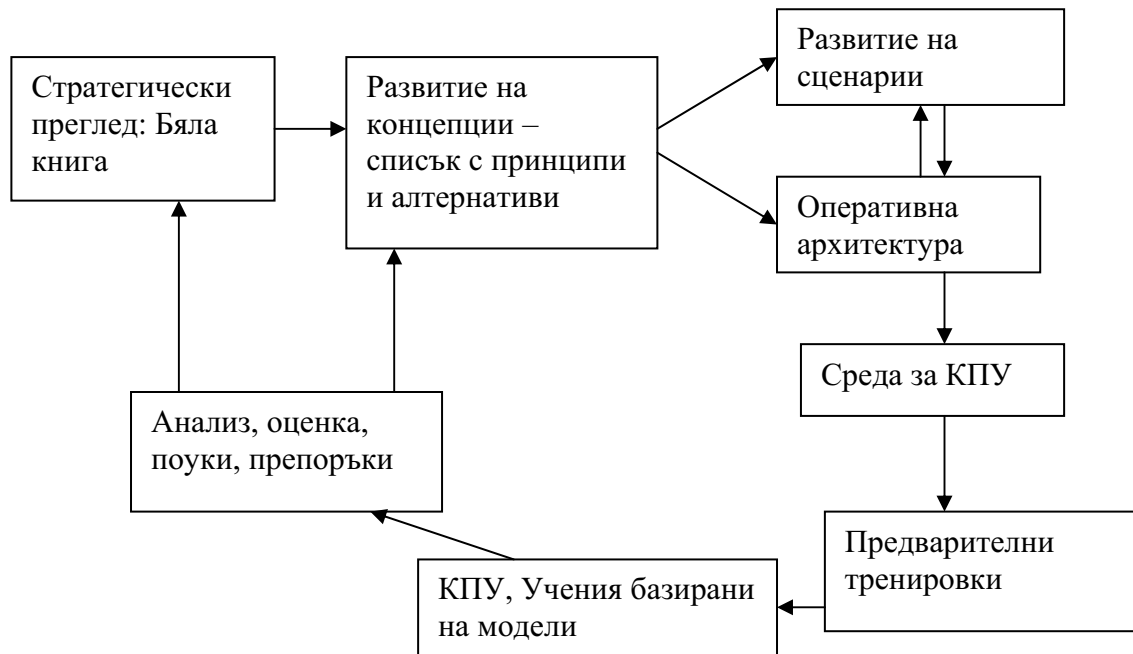 Стратегически
преглед: Бяла
книга
Развитие на
концепции –
списък с принципи
и алтернативи
Развитие на
сценарии
Оперативна
архитектура
Среда за КПУ
Предварителни
тренировки
КПУ, Учения базирани
на модели
Анализ, оценка,
поуки, препоръки